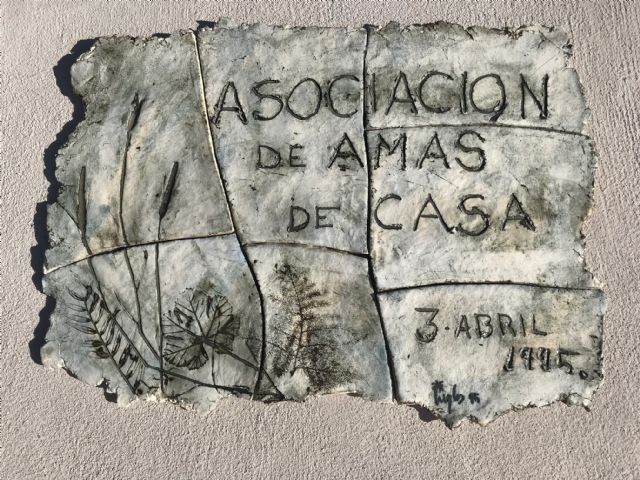 ASOCIACION
DE AMAS
DE CASA
3. ABRIL
1995.